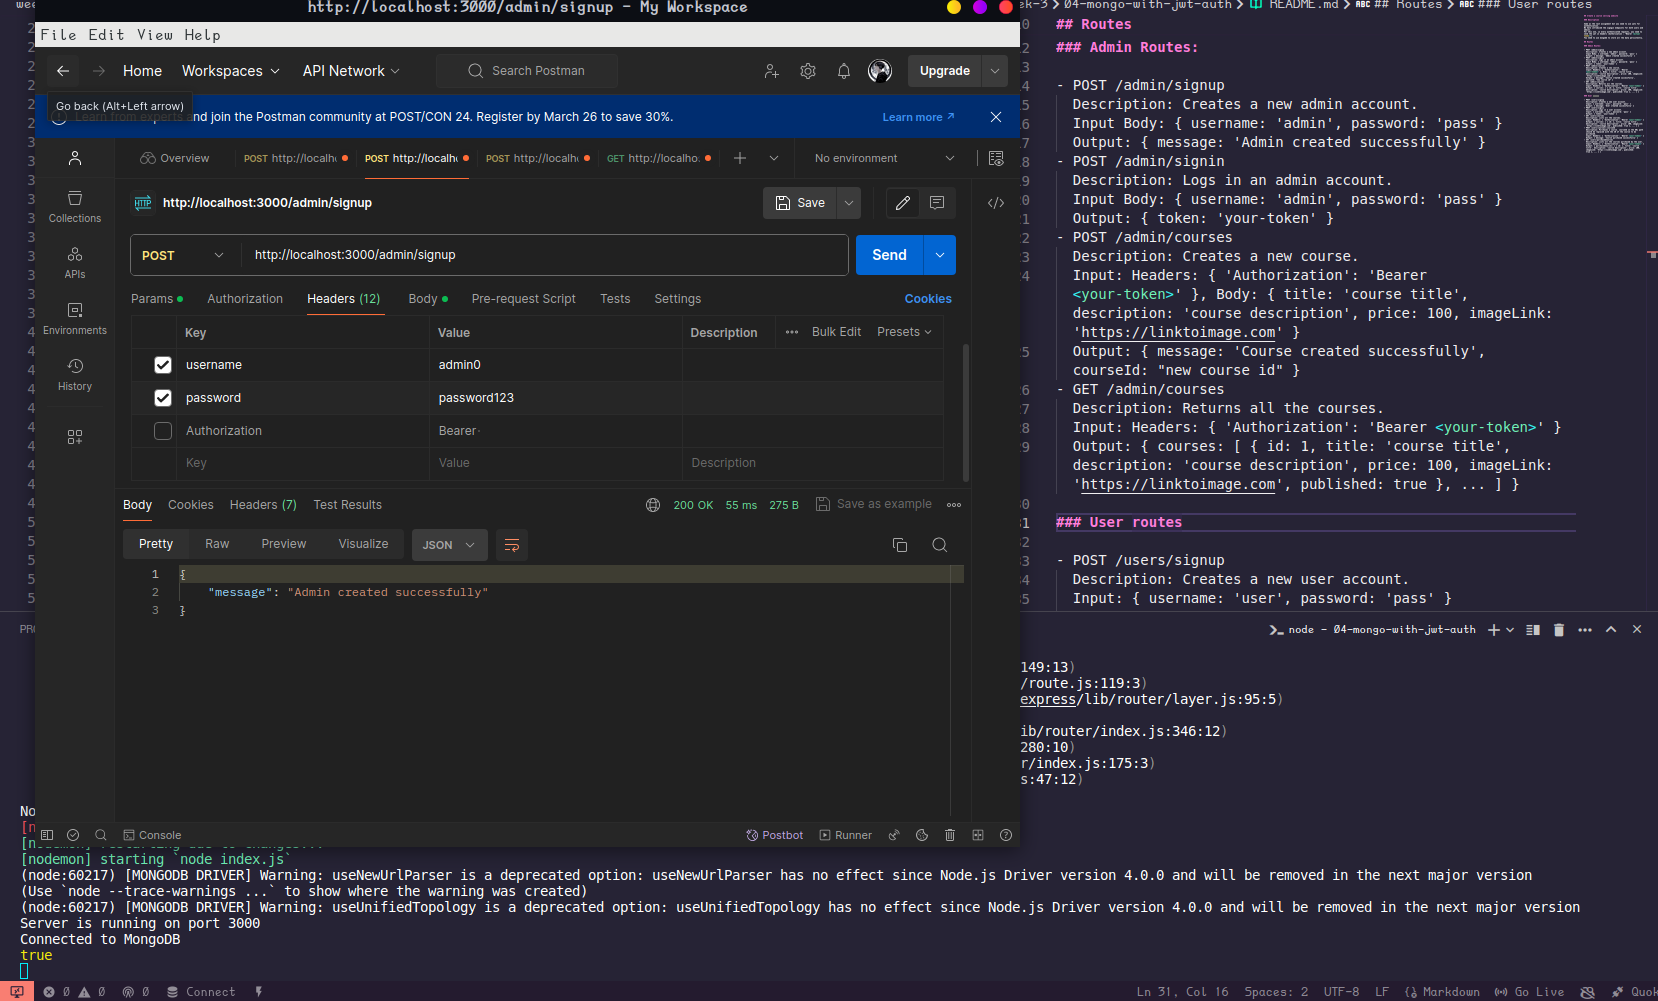 http://localhost:3000/admin/signup - My Workspace
File Edit View Help
Home Workspaces API Network Search Postman Upgrade
Go back (Alt+Left arrow)
Learn from experts and join the Postman community at POST/CON 24. Register by March 26 to save 30%. Learn more
Overview POST http://localh POST http://localh POST http://localh GET http://localho. No environment
Collections
APIs
Environments
History
HTTP http://localhost:3000/admin/signup Save
POST http://localhost:3000/admin/signup Send
Params Authorization Headers (12) Body Pre-request Script Tests Settings Cookies
Key Value Description Bulk Edit Presets
username admin0
password password123
Authorization Bearer
Key Value Description
Body Cookies Headers (7) Test Results 200 OK 55 ms 275 B Save as example
Pretty Raw Preview Visualize JSON
1 {
2 "message": "Admin created successfully"
3 }
Console Postbot Runner
04-mongo-with-jwt-auth > README.md > ## Routes > ### User routes
## Routes
### Admin Routes:
- POST /admin/signup
Description: Creates a new admin account.
Input Body: { username: 'admin', password: 'pass' }
Output: { message: 'Admin created successfully' }
- POST /admin/signin
Description: Logs in an admin account.
Input Body: { username: 'admin', password: 'pass' }
Output: { token: 'your-token' }
- POST /admin/courses
Description: Creates a new course.
Input: Headers: { 'Authorization': 'Bearer
<your-token>' }, Body: { title: 'course title',
description: 'course description', price: 100, imageLink:
'https://linktoimage.com' }
Output: { message: 'Course created successfully',
courseId: "new course id" }
- GET /admin/courses
Description: Returns all the courses.
Input: Headers: { 'Authorization': 'Bearer <your-token>' }
Output: { courses: [ { id: 1, title: 'course title',
description: 'course description', price: 100, imageLink:
'https://linktoimage.com', published: true }, ... ] }
### User routes
- POST /users/signup
Description: Creates a new user account.
Input: { username: 'user', password: 'pass' }
node - 04-mongo-with-jwt-auth
149:13)
/route.js:119:3)
express/lib/router/layer.js:95:5)
ib/router/index.js:346:12)
280:10)
r/index.js:175:3)
s:47:12)
No
[n
[nodemon] starting `node index.js`
(node:60217) [MONGODB DRIVER] Warning: useNewUrlParser is a deprecated option: useNewUrlParser has no effect since Node.js Driver version 4.0.0 and will be removed in the next major version
(Use `node --trace-warnings ...` to show where the warning was created)
(node:60217) [MONGODB DRIVER] Warning: useUnifiedTopology is a deprecated option: useUnifiedTopology has no effect since Node.js Driver version 4.0.0 and will be removed in the next major version
Server is running on port 3000
Connected to MongoDB
true
0 0 0 Connect Ln 31, Col 16 Spaces: 2 UTF-8 LF {} Markdown Go Live Quok